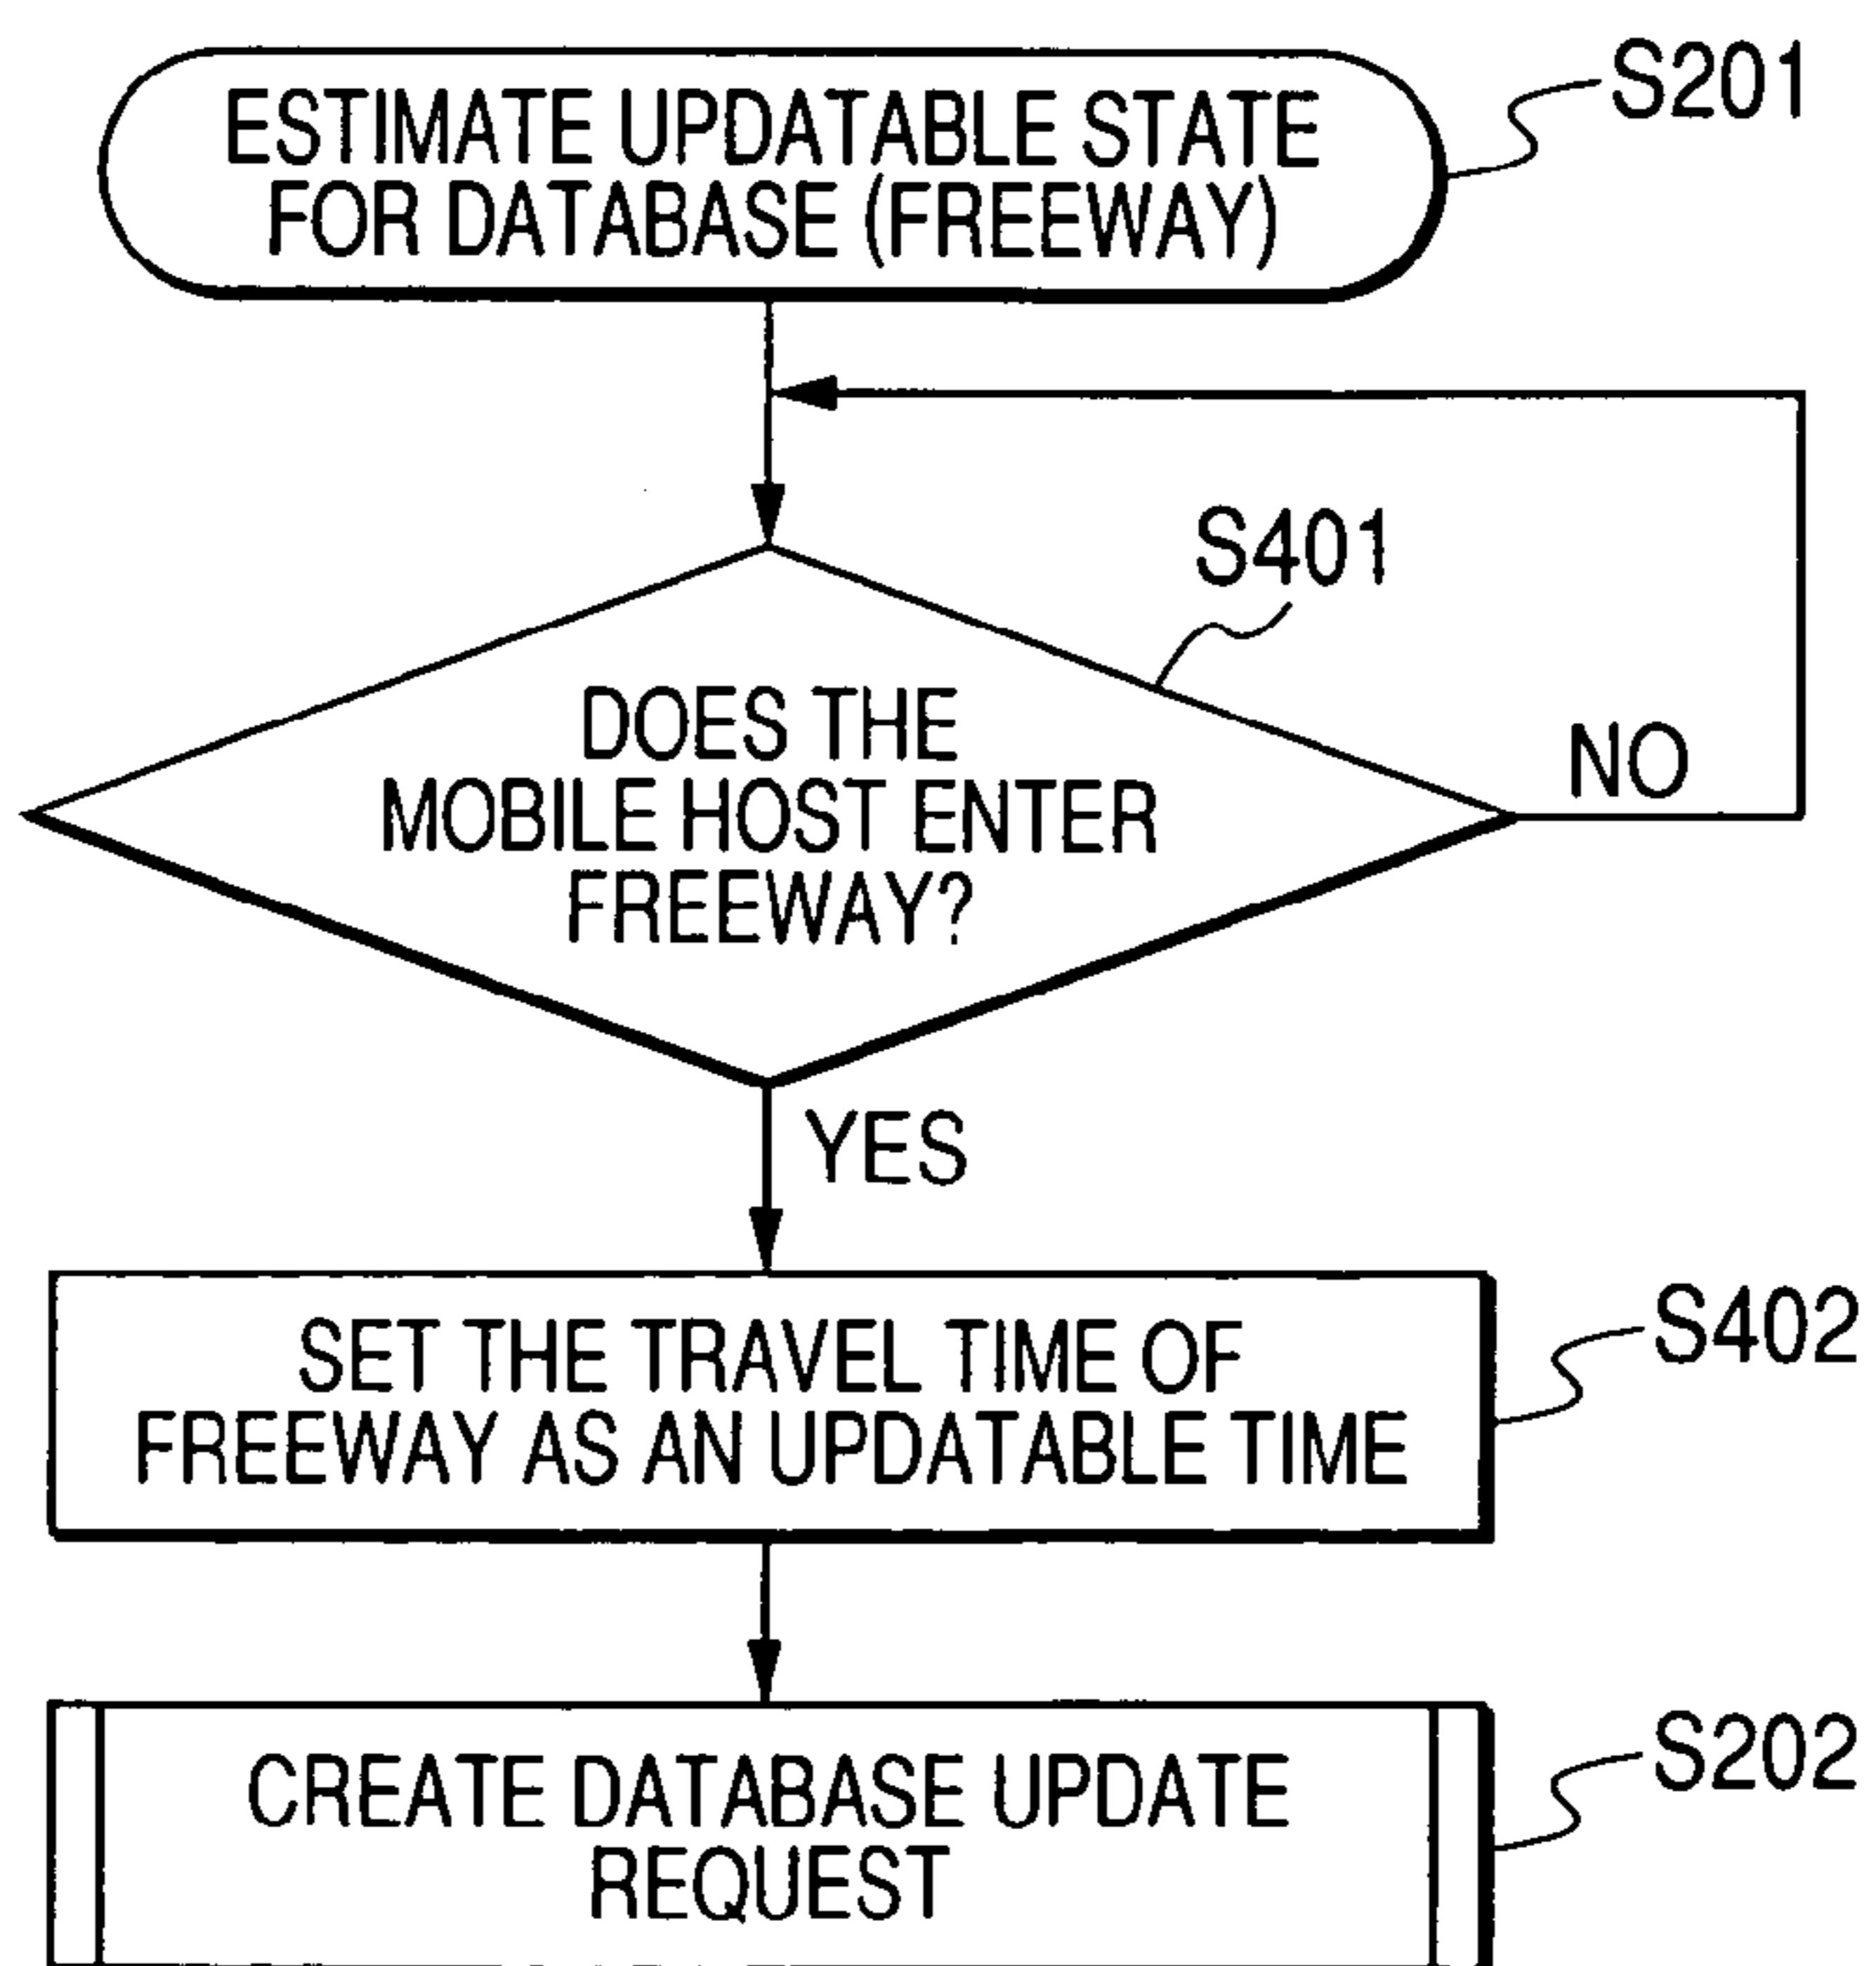 ESTIMATE UPDATABLE STATE
FOR DATABASE (FREEWAY)
S201
S401
DOES THE
MOBILE HOST ENTER
FREEWAY?
NO
YES
SET THE TRAVEL TIME OF
FREEWAY AS AN UPDATABLE TIME
S402
CREATE DATABASE UPDATE
REQUEST
S202